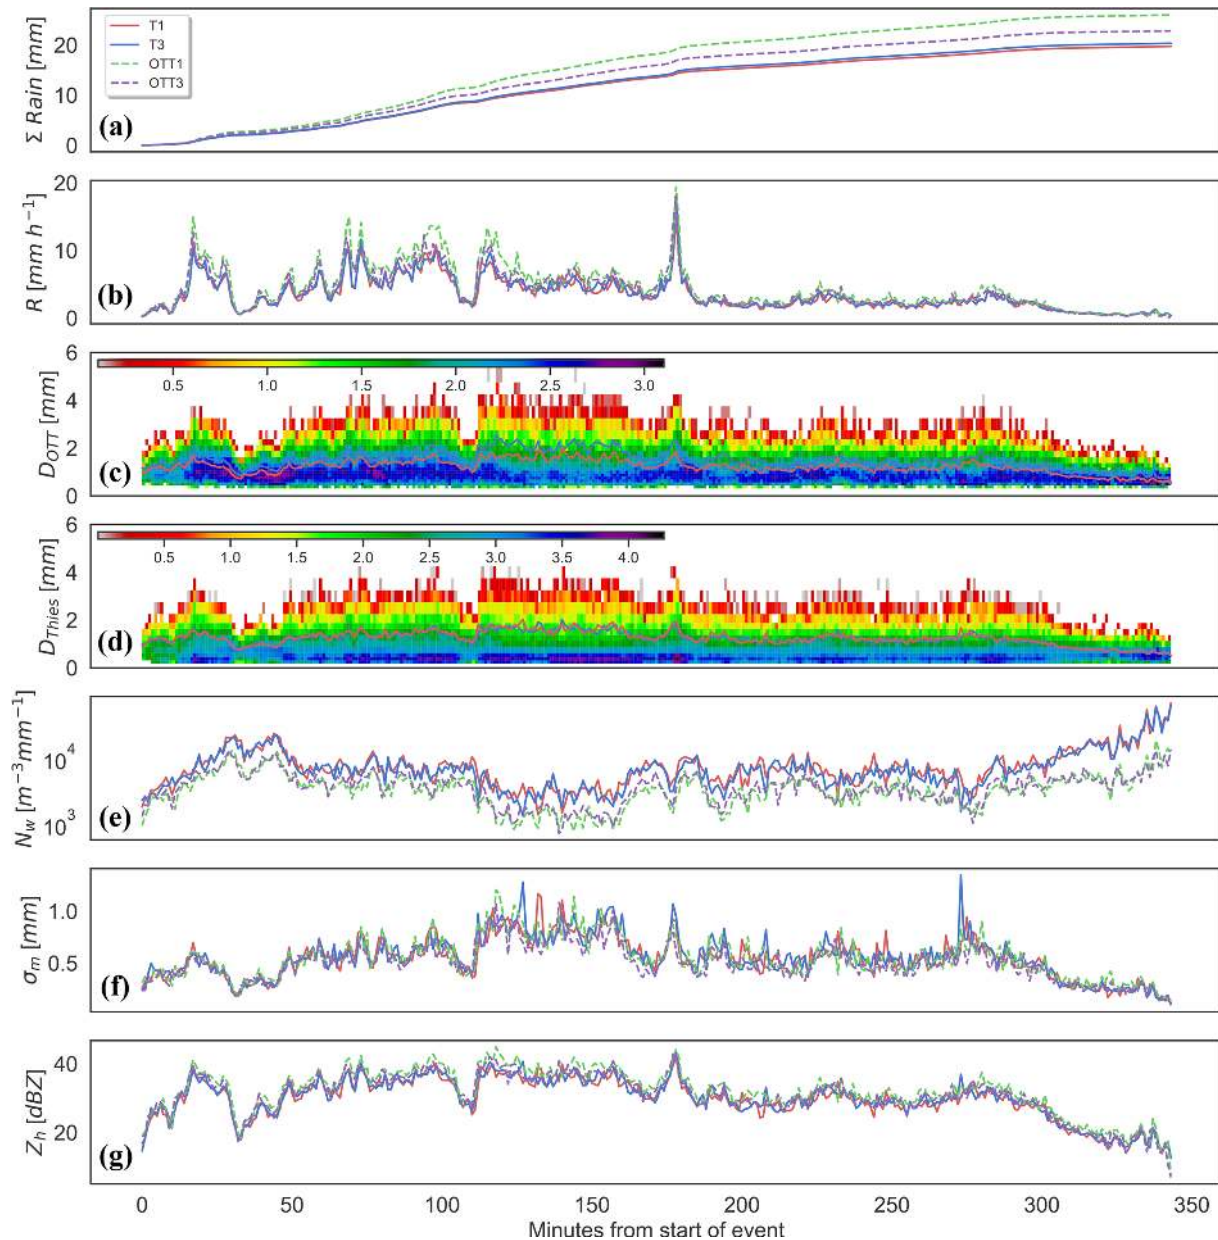 Σ Rain [mm]
20
10
0
T1
T3
OTT1
OTT3
(a)
R [mm h⁻¹]
20
10
0
(b)
D_OTT [mm]
6
4
2
0
0.5 1.0 1.5 2.0 2.5 3.0
(c)
D_Thies [mm]
6
4
2
0
0.5 1.0 1.5 2.0 2.5 3.0 3.5 4.0
(d)
N_w [m⁻³mm⁻¹]
10⁴
10³
(e)
σ_m [mm]
1.0
0.5
(f)
Z_h [dBZ]
40
20
(g)
0 50 100 150 200 250 300 350
Minutes from start of event